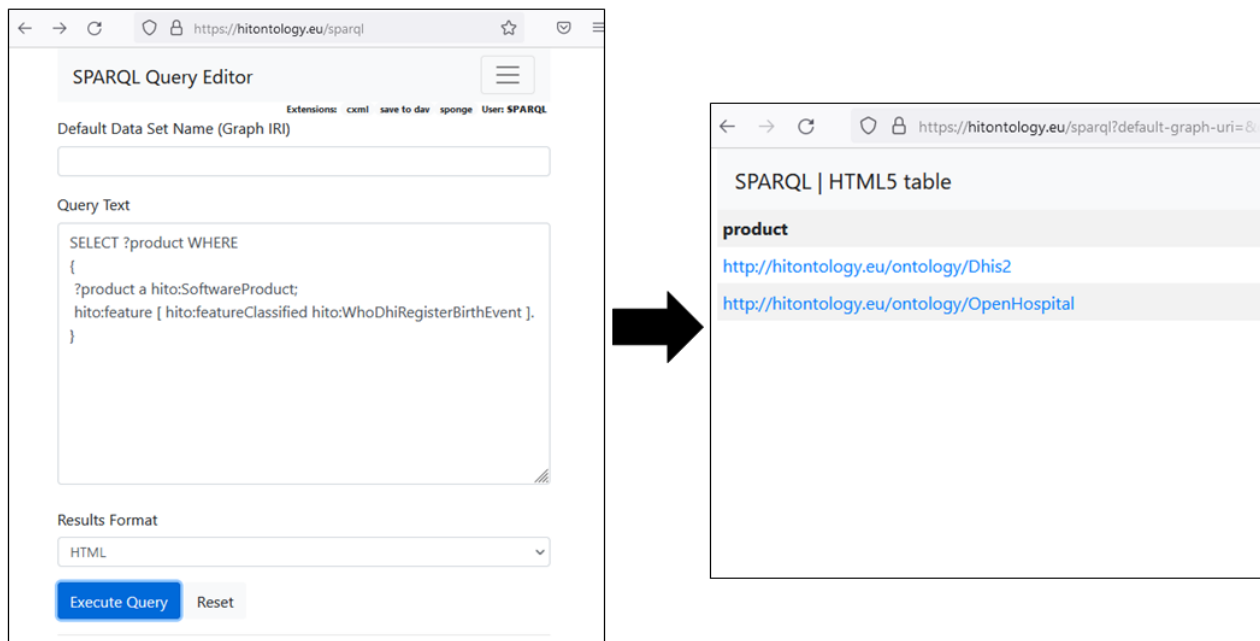 https://hitontology.eu/sparql
SPARQL Query Editor
Extensions: cxml save to dav sponge User: SPARQL
Default Data Set Name (Graph IRI)
Query Text
SELECT ?product WHERE
{
?product a hito:SoftwareProduct;
hito:feature [ hito:featureClassified hito:WhoDhiRegisterBirthEvent ].
}
Results Format
HTML
Execute Query Reset
https://hitontology.eu/sparql?default-graph-uri=&
SPARQL | HTML5 table
product
http://hitontology.eu/ontology/Dhis2
http://hitontology.eu/ontology/OpenHospital